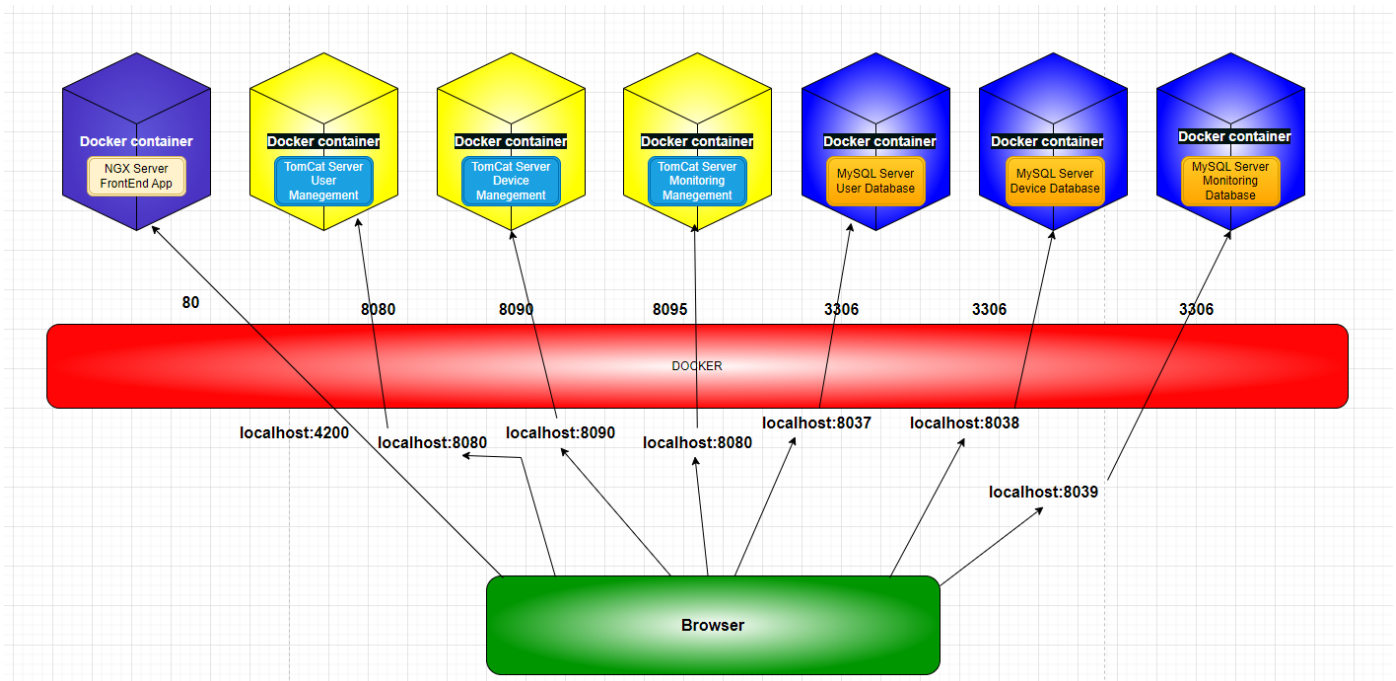 Docker container
NGX Server
FrontEnd App
Docker container
TomCat Server
User
Manegement
Docker container
TomCat Server
Device
Manegement
Docker container
TomCat Server
Monitoring
Manegement
Docker container
MySQL Server
User Database
Docker container
MySQL Server
Device Database
Docker container
MySQL Server
Monitoring
Database
80
8080
8090
8095
3306
3306
3306
DOCKER
localhost:4200
localhost:8080
localhost:8090
localhost:8080
localhost:8037
localhost:8038
localhost:8039
Browser